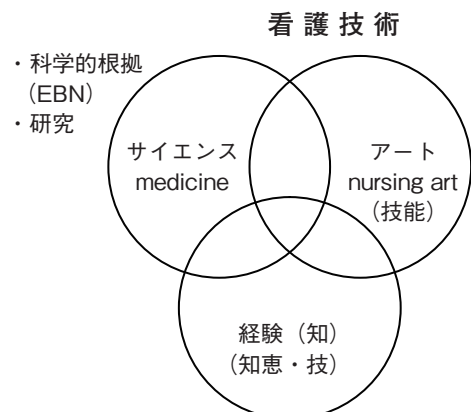 看護技術
・科学的根拠
（EBN）
・研究
サイエンス
medicine
アート
nursing art
（技能）
経験（知）
（知恵・技）